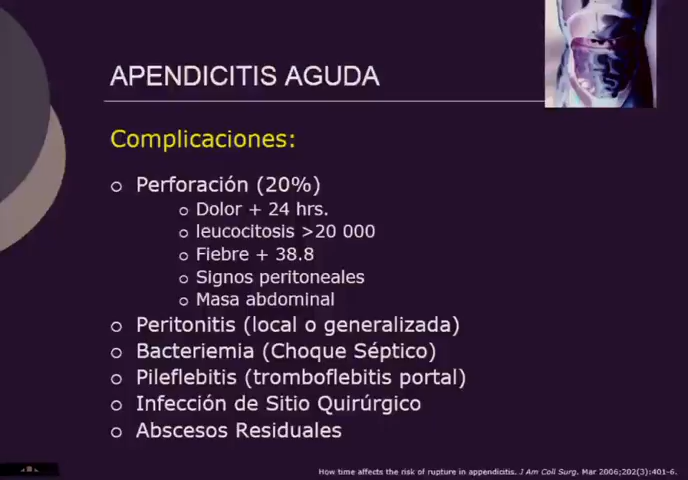 APENDICITIS AGUDA
Complicaciones:
Perforación (20%)
Dolor + 24 hrs.
leucocitosis >20 000
Fiebre + 38.8
Signos peritoneales
Masa abdominal
Peritonitis (local o generalizada)
Bacteriemia (Choque Séptico)
Pileflebitis (tromboflebitis portal)
Infección de Sitio Quirúrgico
Abscesos Residuales
How time affects the risk of rupture in appendicitis. J Am Coll Surg. Mar 2006;202(3):401-6.